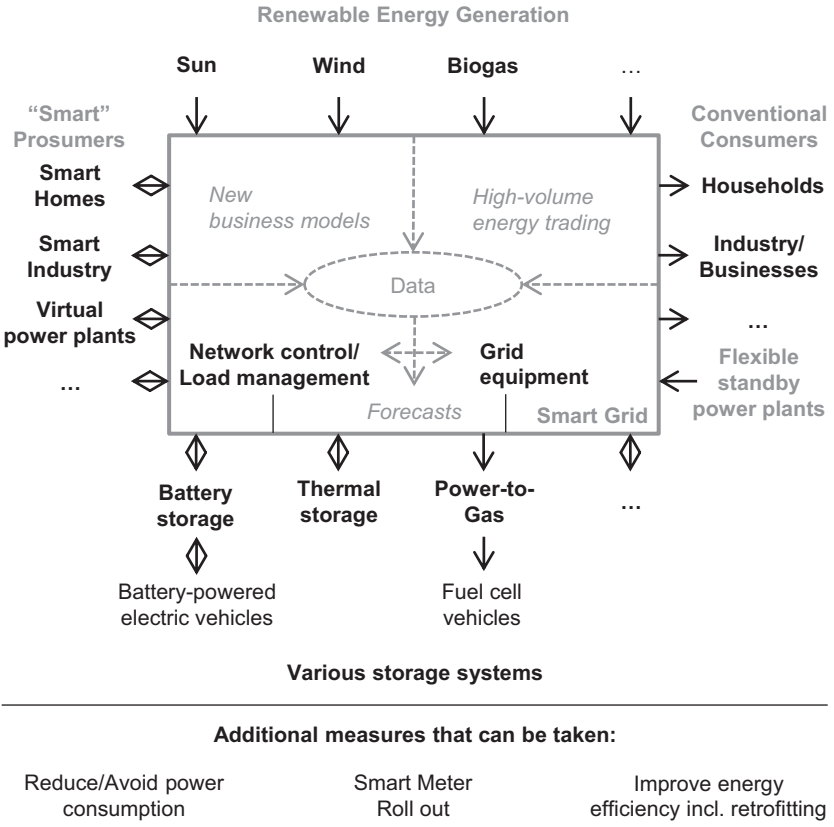 Renewable Energy Generation
Sun
Wind
Biogas
…
“Smart”
Prosumers
Conventional
Consumers
Smart
Homes
New
business models
High-volume
energy trading
Households
Smart
Industry
Industry/
Businesses
Data
Virtual
power plants
…
…
Network control/
Load management
Grid
equipment
Flexible
standby
power plants
Forecasts
Smart Grid
Battery
storage
Thermal
storage
Power-to-
Gas
…
Battery-powered
electric vehicles
Fuel cell
vehicles
Various storage systems
Additional measures that can be taken:
Reduce/Avoid power
consumption
Smart Meter
Roll out
Improve energy
efficiency incl. retrofitting